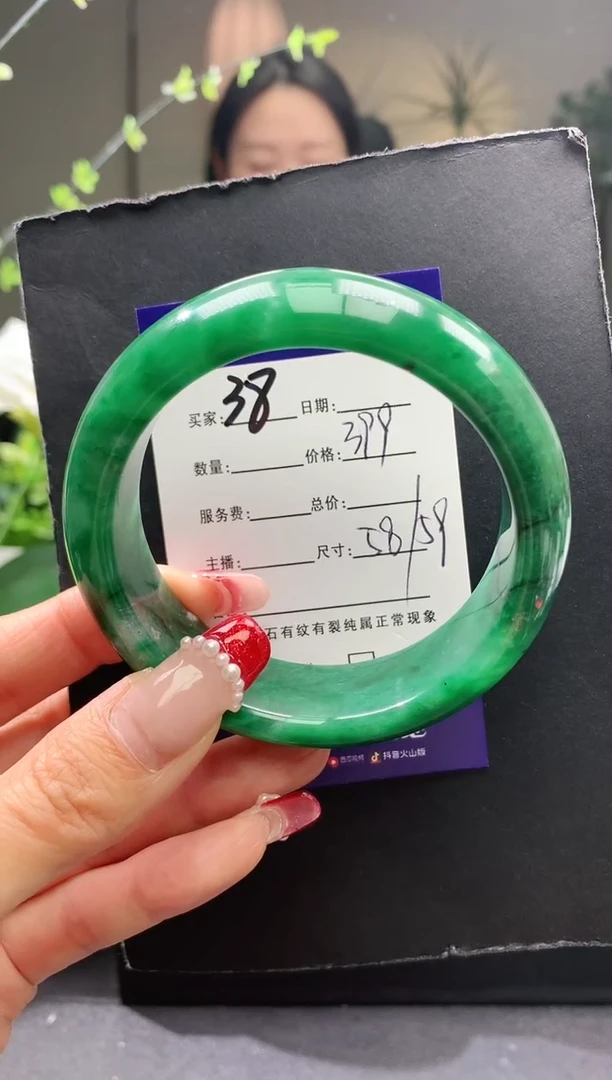 买家:38 日期:
数量: 价格:399
服务费: 总价:
主播: 尺寸:58/59
石有纹有裂纯属正常现象
抖音火山版